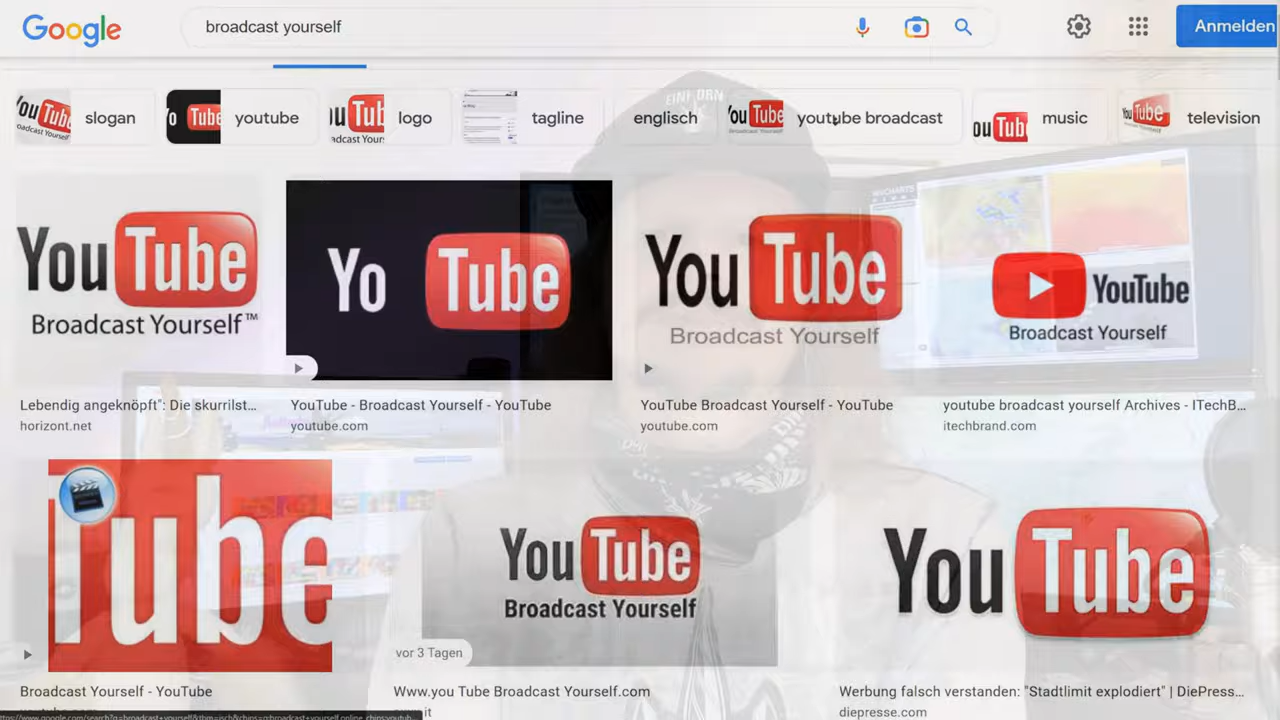 Google
broadcast yourself
Anmelden
slogan
youtube
logo
tagline
englisch
youtube broadcast
music
television
YouTube
Broadcast Yourself™
Yo Tube
YouTube
Broadcast Yourself
YouTube
Broadcast Yourself
Lebendig angeknöpft": Die skurrilst...
horizont.net
YouTube - Broadcast Yourself - YouTube
youtube.com
YouTube Broadcast Yourself - YouTube
youtube.com
youtube broadcast yourself Archives - ITechB...
itechbrand.com
Tube
YouTube
Broadcast Yourself
YouTube
vor 3 Tagen
Broadcast Yourself - YouTube
Www.you Tube Broadcast Yourself.com
Werbung falsch verstanden: "Stadtlimit explodiert" | DiePress...
diepresse.com